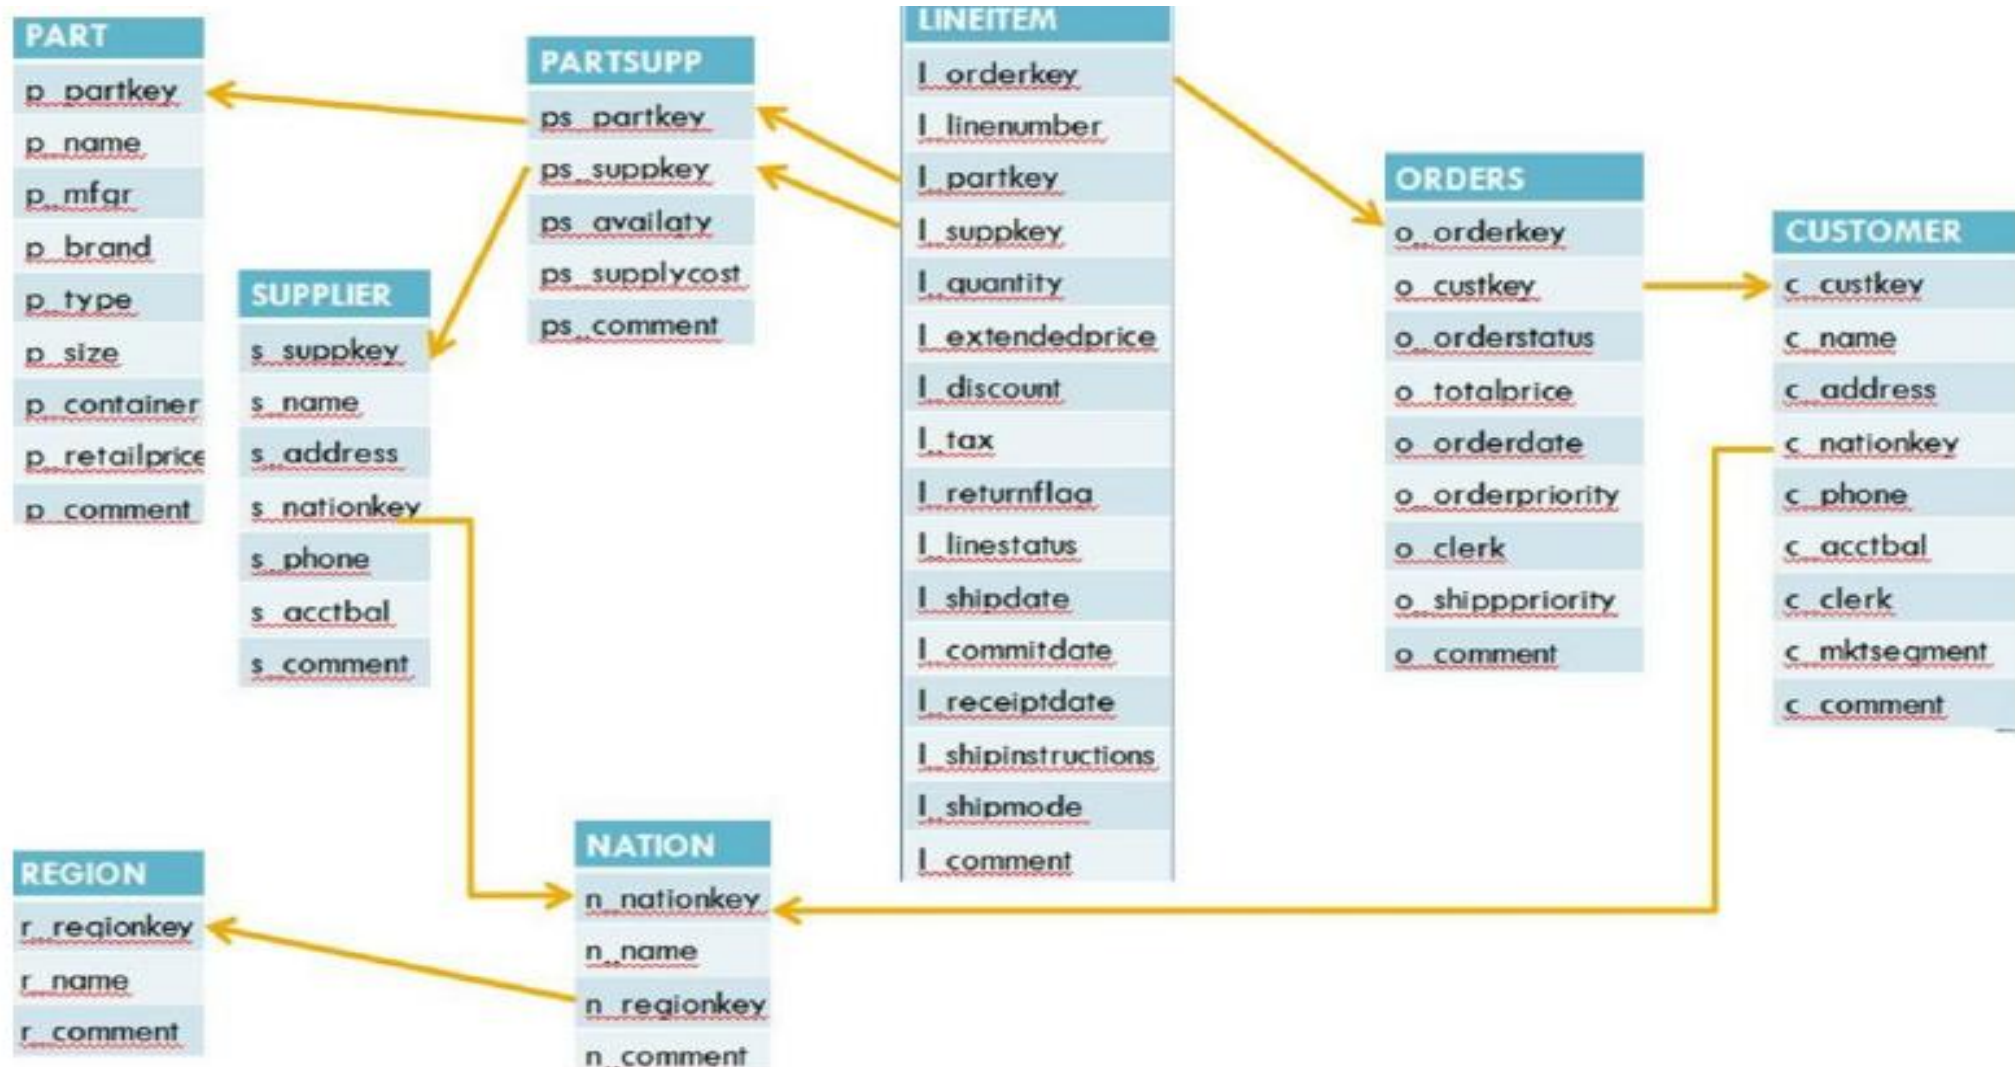 PART
p_partkey
p_name
p_mfgr
p_brand
p_type
p_size
p_container
p_retailprice
p_comment
SUPPLIER
s_suppkey
s_name
s_address
s_nationkey
s_phone
s_acctbal
s_comment
PARTSUPP
ps_partkey
ps_suppkey
ps_availaty
ps_supplycost
ps_comment
LINEITEM
l_orderkey
l_linenumber
l_partkey
l_suppkey
l_quantity
l_extendedprice
l_discount
l_tax
l_returnflag
l_linestatus
l_shipdate
l_commitdate
l_receiptdate
l_shipinstructions
l_shipmode
l_comment
ORDERS
o_orderkey
o_custkey
o_orderstatus
o_totalprice
o_orderdate
o_orderpriority
o_clerk
o_shipppriority
o_comment
CUSTOMER
c_custkey
c_name
c_address
c_nationkey
c_phone
c_acctbal
c_clerk
c_mktsegment
c_comment
REGION
r_regionkey
r_name
r_comment
NATION
n_nationkey
n_name
n_regionkey
n_comment